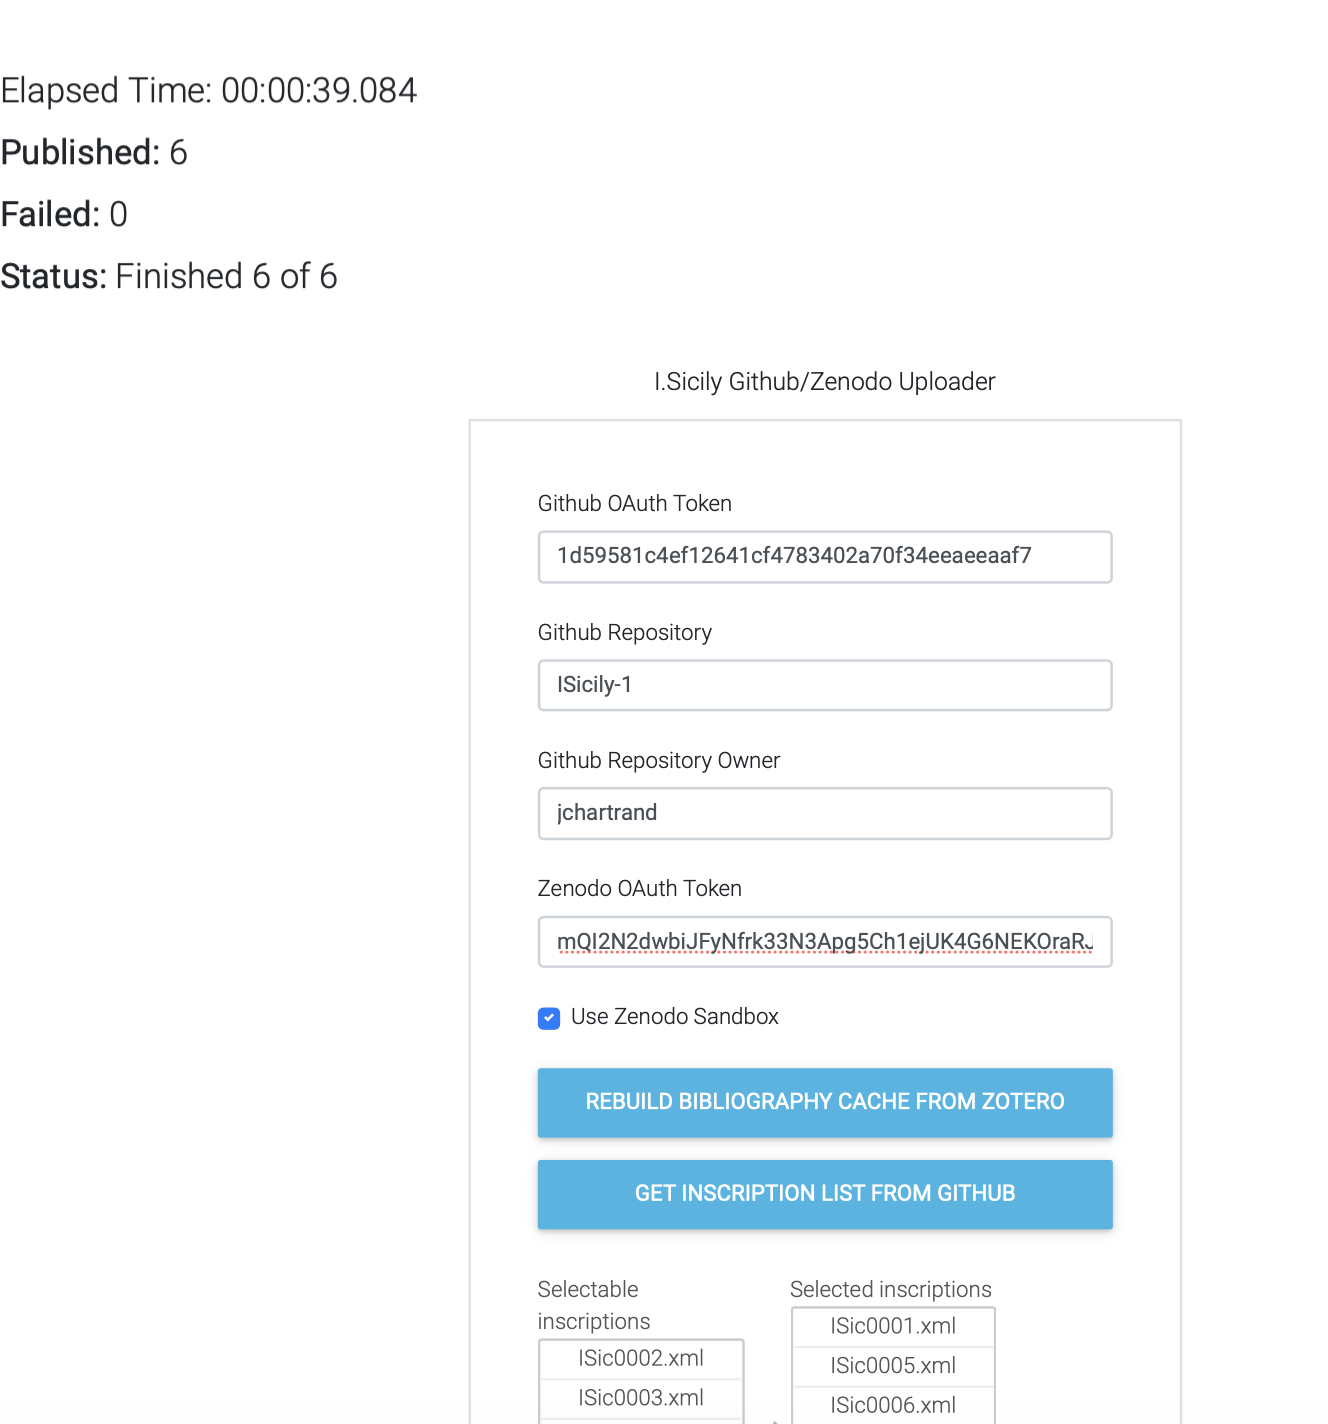 Elapsed Time: 00:00:39.084
Published: 6
Failed: 0
Status: Finished 6 of 6
I.Sicily Github/Zenodo Uploader
Github OAuth Token
1d59581c4ef12641cf4783402a70f34eeaeeaaf7
Github Repository
ISicily-1
Github Repository Owner
jchartrand
Zenodo OAuth Token
mQI2N2dwbiJFyNfrk33N3Apg5Ch1ejUK4G6NEKOraRJ
Use Zenodo Sandbox
REBUILD BIBLIOGRAPHY CACHE FROM ZOTERO
GET INSCRIPTION LIST FROM GITHUB
Selectable
inscriptions
ISic0002.xml
ISic0003.xml
Selected inscriptions
ISic0001.xml
ISic0005.xml
ISic0006.xml